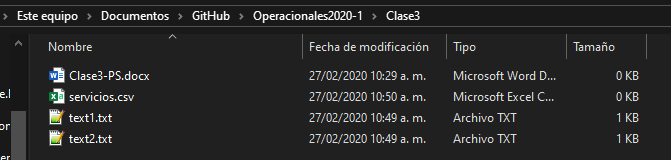 › Este equipo › Documentos › GitHub › Operacionales2020-1 › Clase3
Nombre Fecha de modificación Tipo Tamaño
Clase3-PS.docx 27/02/2020 10:29 a. m. Microsoft Word D... 0 KB
servicios.csv 27/02/2020 10:50 a. m. Microsoft Excel C... 0 KB
text1.txt 27/02/2020 10:49 a. m. Archivo TXT 1 KB
text2.txt 27/02/2020 10:49 a. m. Archivo TXT 1 KB